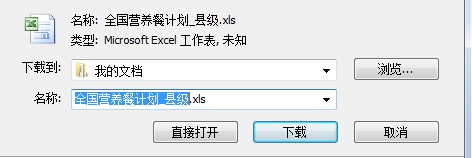 名称: 全国营养餐计划_县级.xls
类型: Microsoft Excel 工作表, 未知
下载到: 我的文档 浏览...
名称: 全国营养餐计划_县级.xls
直接打开 下载 取消